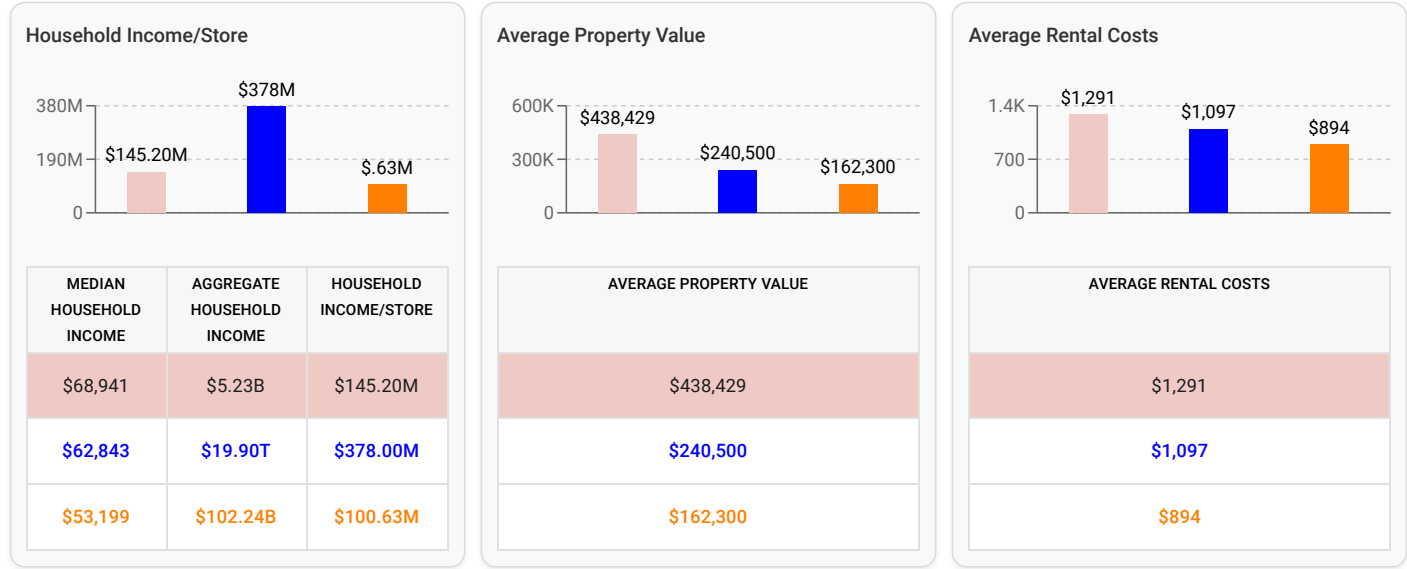 Household Income/Store
$378M
380M
$145.20M
190M
$.63M
0
MEDIAN HOUSEHOLD INCOME
AGGREGATE HOUSEHOLD INCOME
HOUSEHOLD INCOME/STORE
$68,941 $5.23B $145.20M
$62,843 $19.90T $378.00M
$53,199 $102.24B $100.63M
Average Property Value
600K
$438,429
300K
$240,500
$162,300
0
AVERAGE PROPERTY VALUE
$438,429
$240,500
$162,300
Average Rental Costs
$1,291
1.4K
$1,097
$894
700
0
AVERAGE RENTAL COSTS
$1,291
$1,097
$894